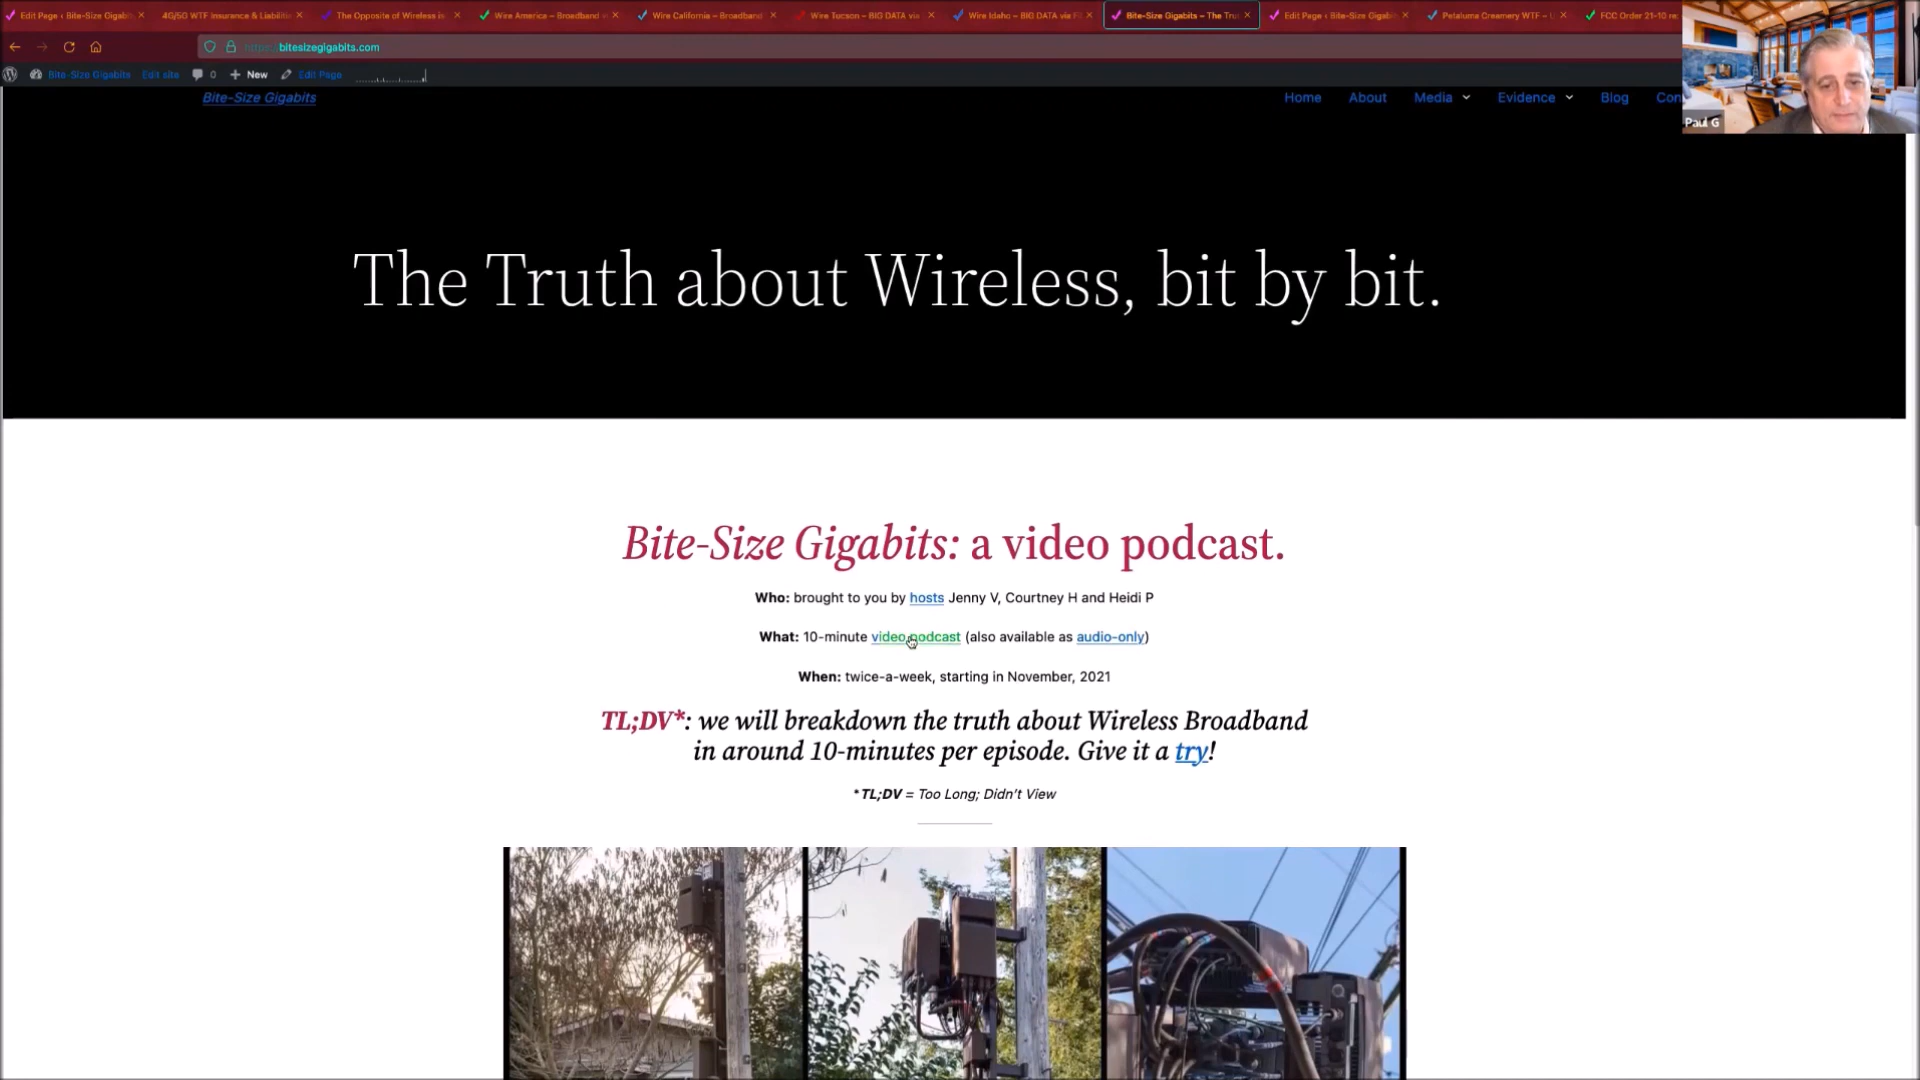 Edit Page ‹ Bite-Size Gigabi
4G/5G WTF Insurance & Liabilitie
The Opposite of Wireless is
Wire America – Broadband v
Wire California – Broadband
Wire Tucson – BIG DATA via
Wire Idaho – BIG DATA via Fi
Bite-Size Gigabits – The Tru
Edit Page ‹ Bite-Size Gigabi
Petaluma Creamery WTF – U
FCC Order 21-10 re:
https://bitesizegigabits.com
Bite-Size Gigabits Edit site 0 New Edit Page
Bite-Size Gigabits
Home About Media Evidence Blog Con
Paul G
The Truth about Wireless, bit by bit.
Bite-Size Gigabits: a video podcast.
Who: brought to you by hosts Jenny V, Courtney H and Heidi P
What: 10-minute video podcast (also available as audio-only)
When: twice-a-week, starting in November, 2021
TL;DV*: we will breakdown the truth about Wireless Broadband
in around 10-minutes per episode. Give it a try!
*TL;DV = Too Long; Didn't View